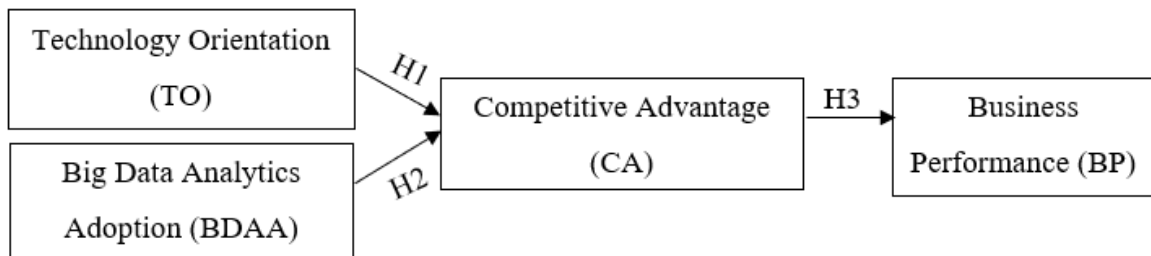 Technology Orientation
(TO)
H1
Big Data Analytics
Adoption (BDAA)
H2
Competitive Advantage
(CA)
H3
Business
Performance (BP)